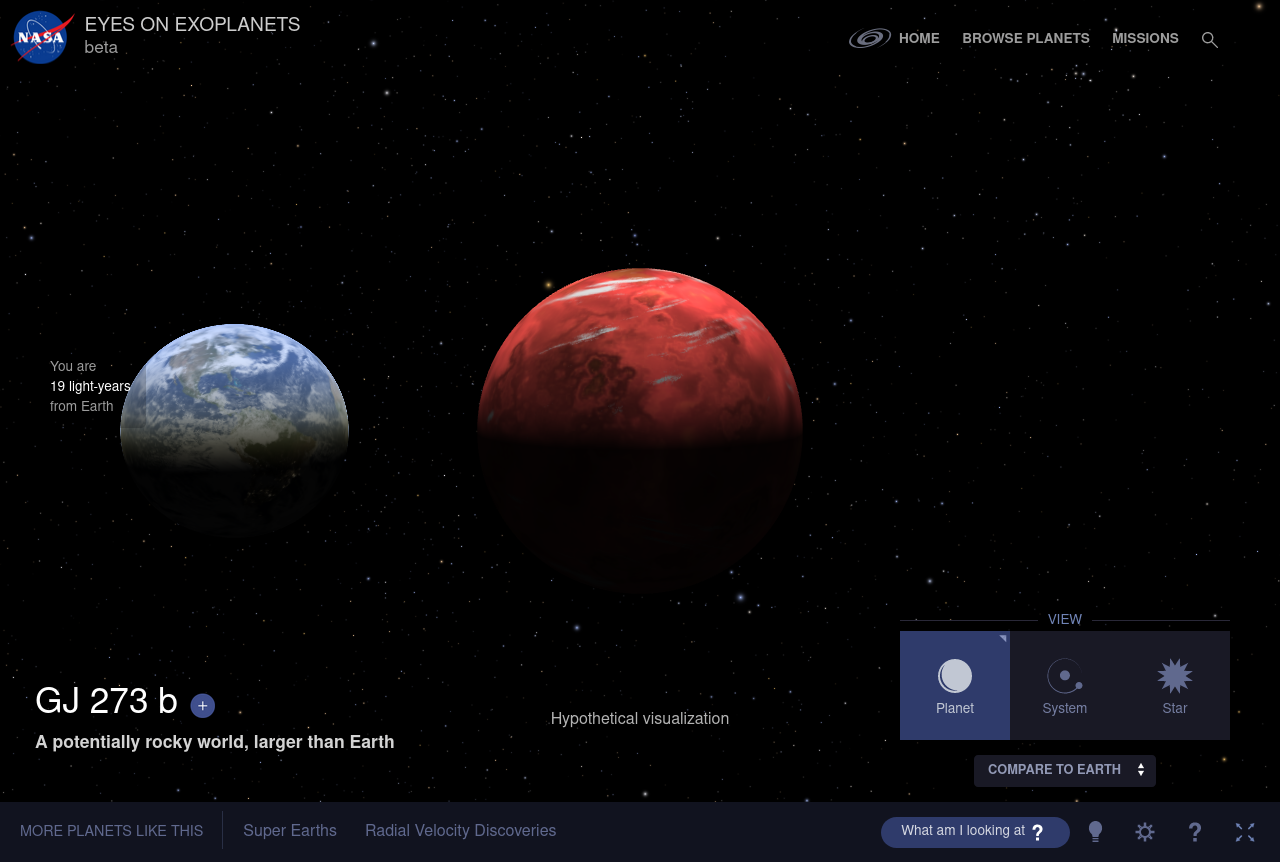 NASA
EYES ON EXOPLANETS
beta
HOME
BROWSE PLANETS
MISSIONS
You are
19 light-years
from Earth
VIEW
Planet
System
Star
GJ 273 b +
A potentially rocky world, larger than Earth
Hypothetical visualization
COMPARE TO EARTH
MORE PLANETS LIKE THIS
Super Earths
Radial Velocity Discoveries
What am I looking at ?
?